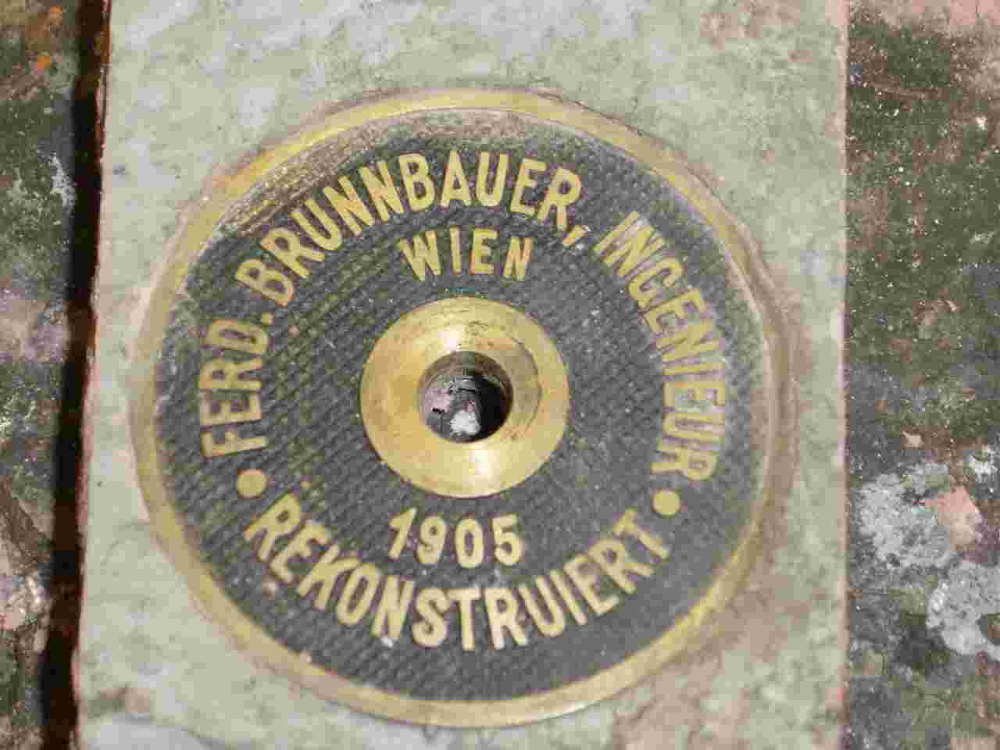 FERD. BRUNNBAUER, INGENIEUR
WIEN
1905
• REKONSTRUIERT •